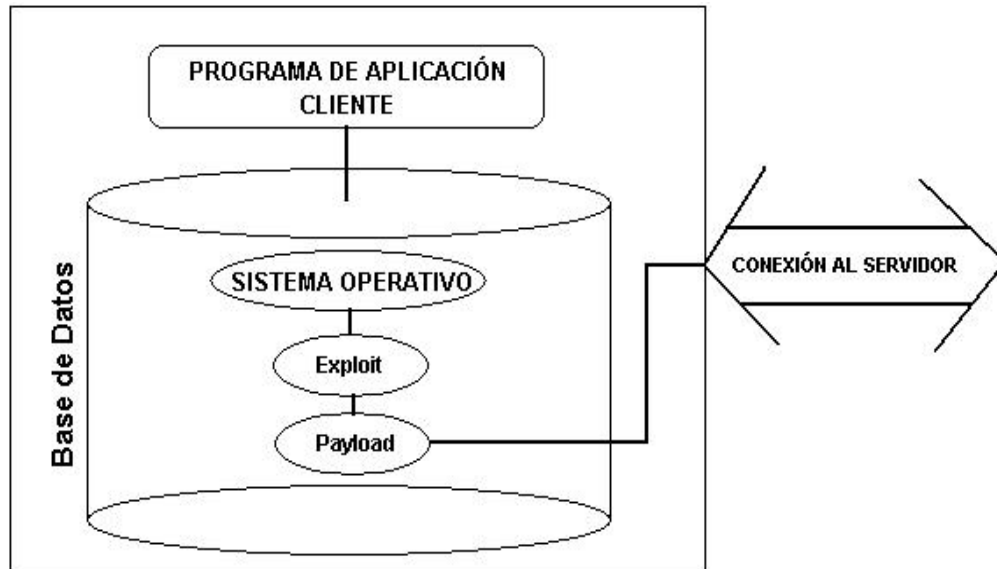 PROGRAMA DE APLICACIÓN
CLIENTE
Base de Datos
SISTEMA OPERATIVO
Exploit
Payload
CONEXIÓN AL SERVIDOR